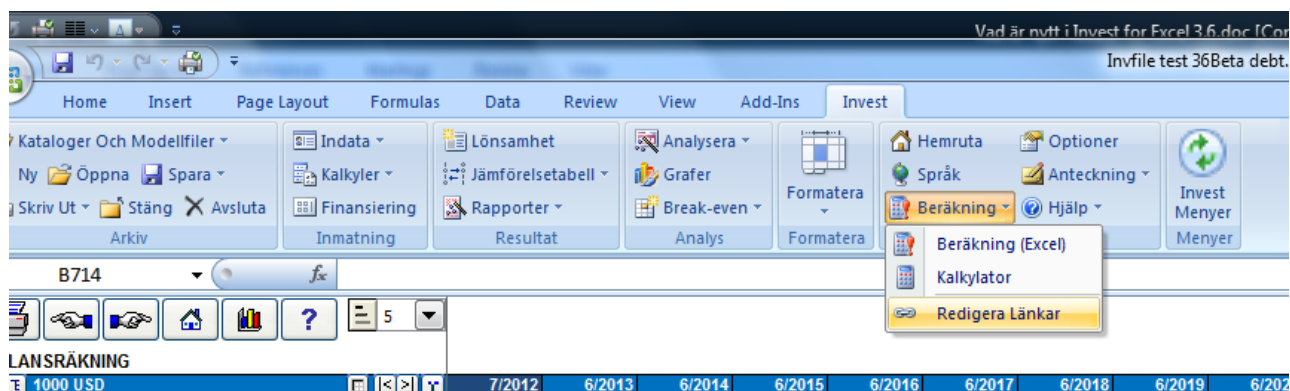 Vad är nytt i Invest for Excel 3.6.doc [Cor
Invfile test 36Beta debt.
Home Insert Page Layout Formulas Data Review View Add-Ins Invest
Kataloger Och Modellfiler Indata Lönsamhet Analysera Hemruta Optioner
Ny Öppna Spara Kalkyler Jämförelsetabell Grafer Formatera Språk Anteckning Invest Menyer
Skriv Ut Stäng Avsluta Finansiering Rapporter Break-even Beräkning Hjälp
Arkiv Inmatning Resultat Analys Formatera Menyer
Beräkning (Excel)
B714 fx
Kalkylator
? 5
Redigera Länkar
LANSRÄKNING
1000 USD 7/2012 6/2013 6/2014 6/2015 6/2016 6/2017 6/2018 6/2019 6/202